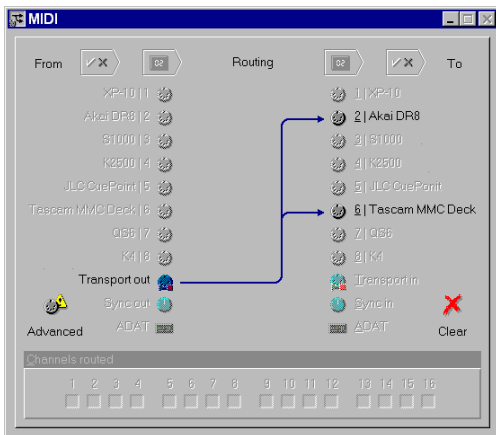 MIDI
From Routing To
XP-10 | 1 1 | XP-10
Akai DR8 | 2 2 | Akai DR8
S1000 | 3 3 | S1000
K2500 | 4 4 | K2500
JLC CuePoint | 5 5 | JLC CuePonit
Tascam MMC Deck | 6 6 | Tascam MMC Deck
QS6 | 7 7 | QS6
K4 | 8 8 | K4
Transport out Transport in
Sync out Sync in
Advanced ADAT ADAT Clear
Channels routed
1 2 3 4 5 6 7 8 9 10 11 12 13 14 15 16